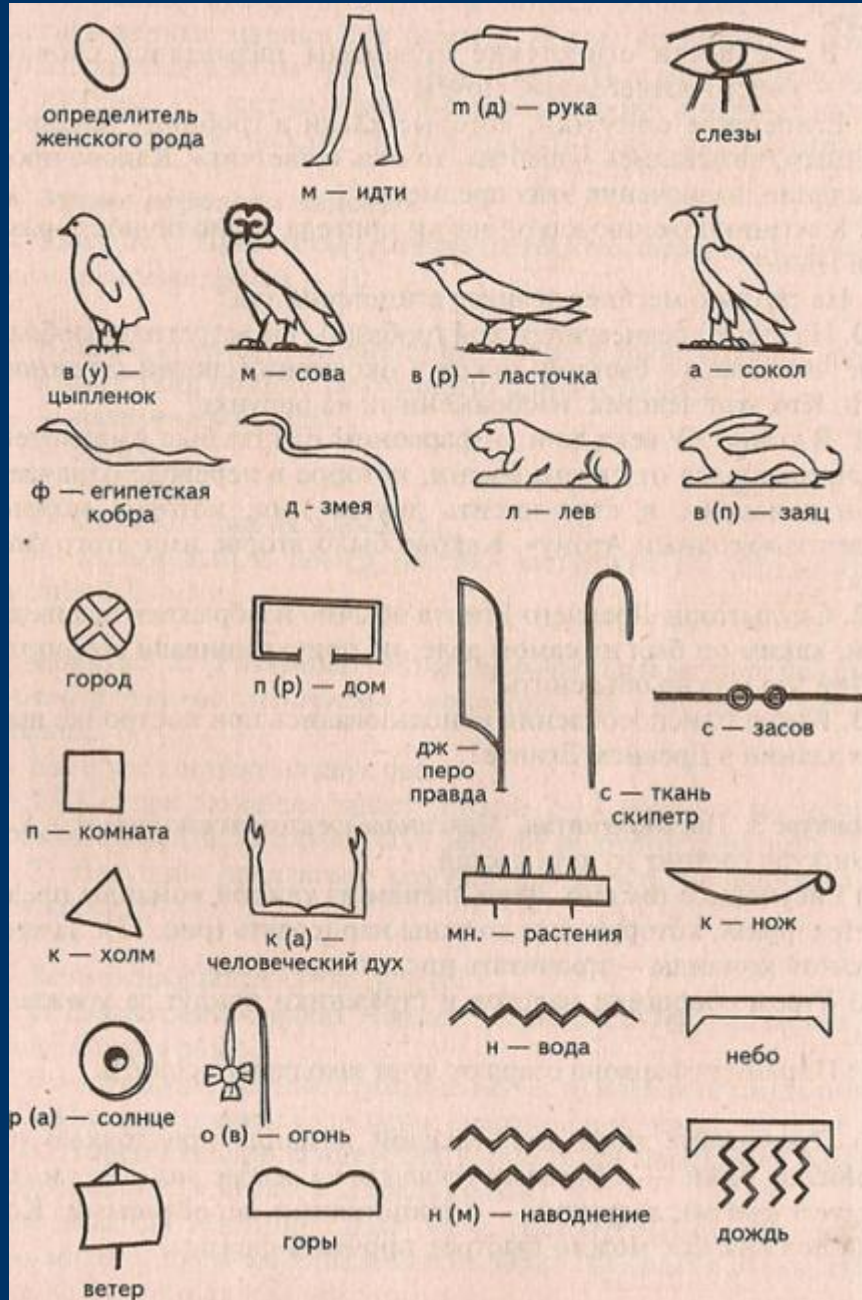 определитель
женского рода
м — идти
т (д) — рука
слезы
в (у) —
цыпленок
м — сова
в (р) — ласточка
а — сокол
ф — египетская
кобра
д - змея
л — лев
в (п) — заяц
город
п (р) — дом
дж —
перо
правда
с — ткань
скипетр
с — засов
п — комната
к — холм
к (а) —
человеческий дух
мн. — растения
к — нож
р (а) — солнце
о (в) — огонь
н — вода
небо
ветер
горы
н (м) — наводнение
дождь